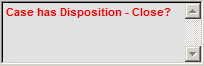 Case has Disposition - Close?